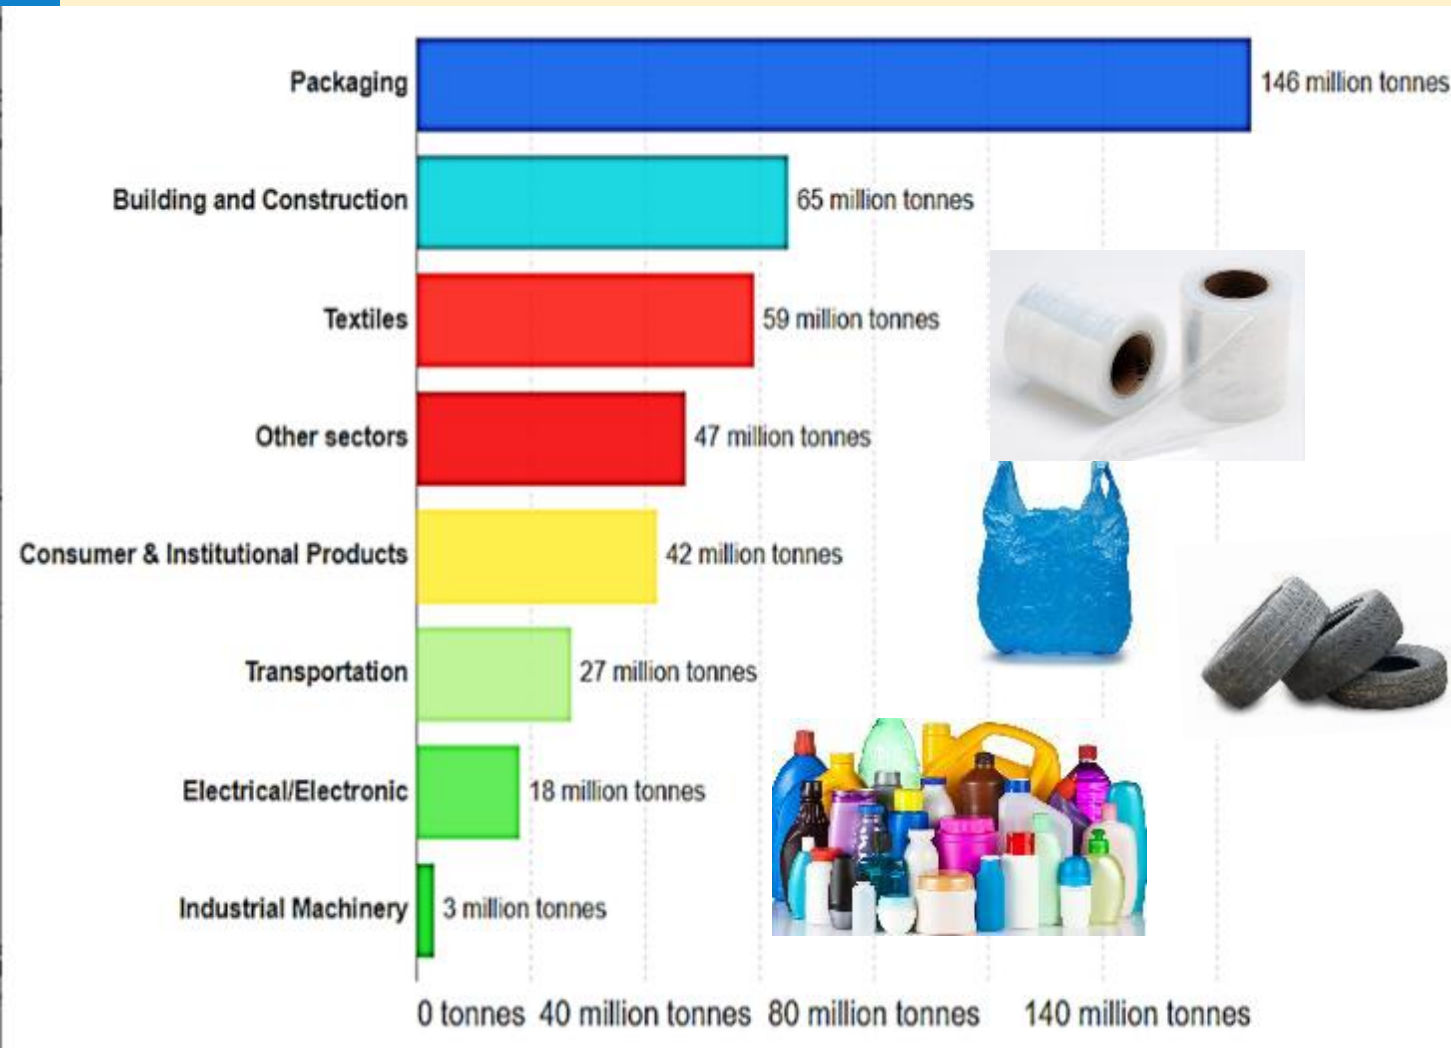 Packaging
146 million tonnes
Building and Construction
65 million tonnes
Textiles
59 million tonnes
Other sectors
47 million tonnes
Consumer & Institutional Products
42 million tonnes
Transportation
27 million tonnes
Electrical/Electronic
18 million tonnes
Industrial Machinery
3 million tonnes
0 tonnes 40 million tonnes 80 million tonnes 140 million tonnes